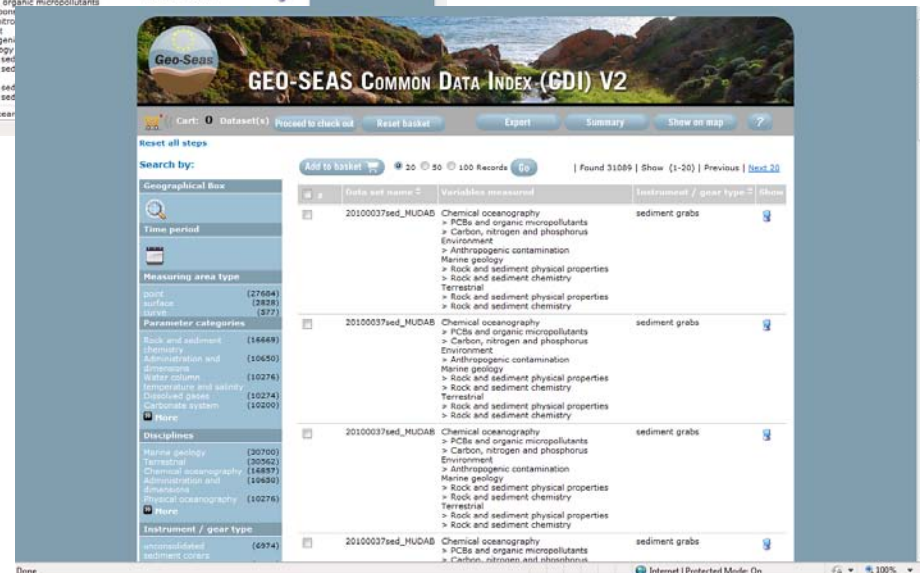 organic micropollutants
Geo-Seas
GEO-SEAS COMMON DATA INDEX (CDI) V2
Cart: 0 Dataset(s) Proceed to check out Reset basket Export Summary Show on map ?
Reset all steps
Search by:
Add to basket 20 50 100 Records Go | Found 31089 | Show (1-20) | Previous | Next 20
Geographical Box
Time period
Measuring area type
point (27684)
surface (2828)
curve (577)
Parameter categories
Rock and sediment chemistry (16669)
Administration and dimensions (10650)
Water column temperature and salinity (10276)
Dissolved gases (10274)
Carbonate system (10200)
More
Disciplines
Marine geology (30700)
Terrestrial (30562)
Chemical oceanography (16857)
Administration and dimensions (10650)
Physical oceanography (10276)
More
Instrument / gear type
unconsolidated sediment corers (6974)
Data set name Variables measured Instrument / gear type Show
20100037sed_MUDAB Chemical oceanography sediment grabs
> PCBs and organic micropollutants
> Carbon, nitrogen and phosphorus
Environment
> Anthropogenic contamination
Marine geology
> Rock and sediment physical properties
> Rock and sediment chemistry
Terrestrial
> Rock and sediment physical properties
> Rock and sediment chemistry
20100037sed_MUDAB Chemical oceanography sediment grabs
> PCBs and organic micropollutants
> Carbon, nitrogen and phosphorus
Environment
> Anthropogenic contamination
Marine geology
> Rock and sediment physical properties
> Rock and sediment chemistry
Terrestrial
> Rock and sediment physical properties
> Rock and sediment chemistry
20100037sed_MUDAB Chemical oceanography sediment grabs
> PCBs and organic micropollutants
> Carbon, nitrogen and phosphorus
Environment
> Anthropogenic contamination
Marine geology
> Rock and sediment physical properties
> Rock and sediment chemistry
Terrestrial
> Rock and sediment physical properties
> Rock and sediment chemistry
20100037sed_MUDAB Chemical oceanography sediment grabs
> PCBs and organic micropollutants
> Carbon, nitrogen and phosphorus
Done Internet | Protected Mode: On 100%